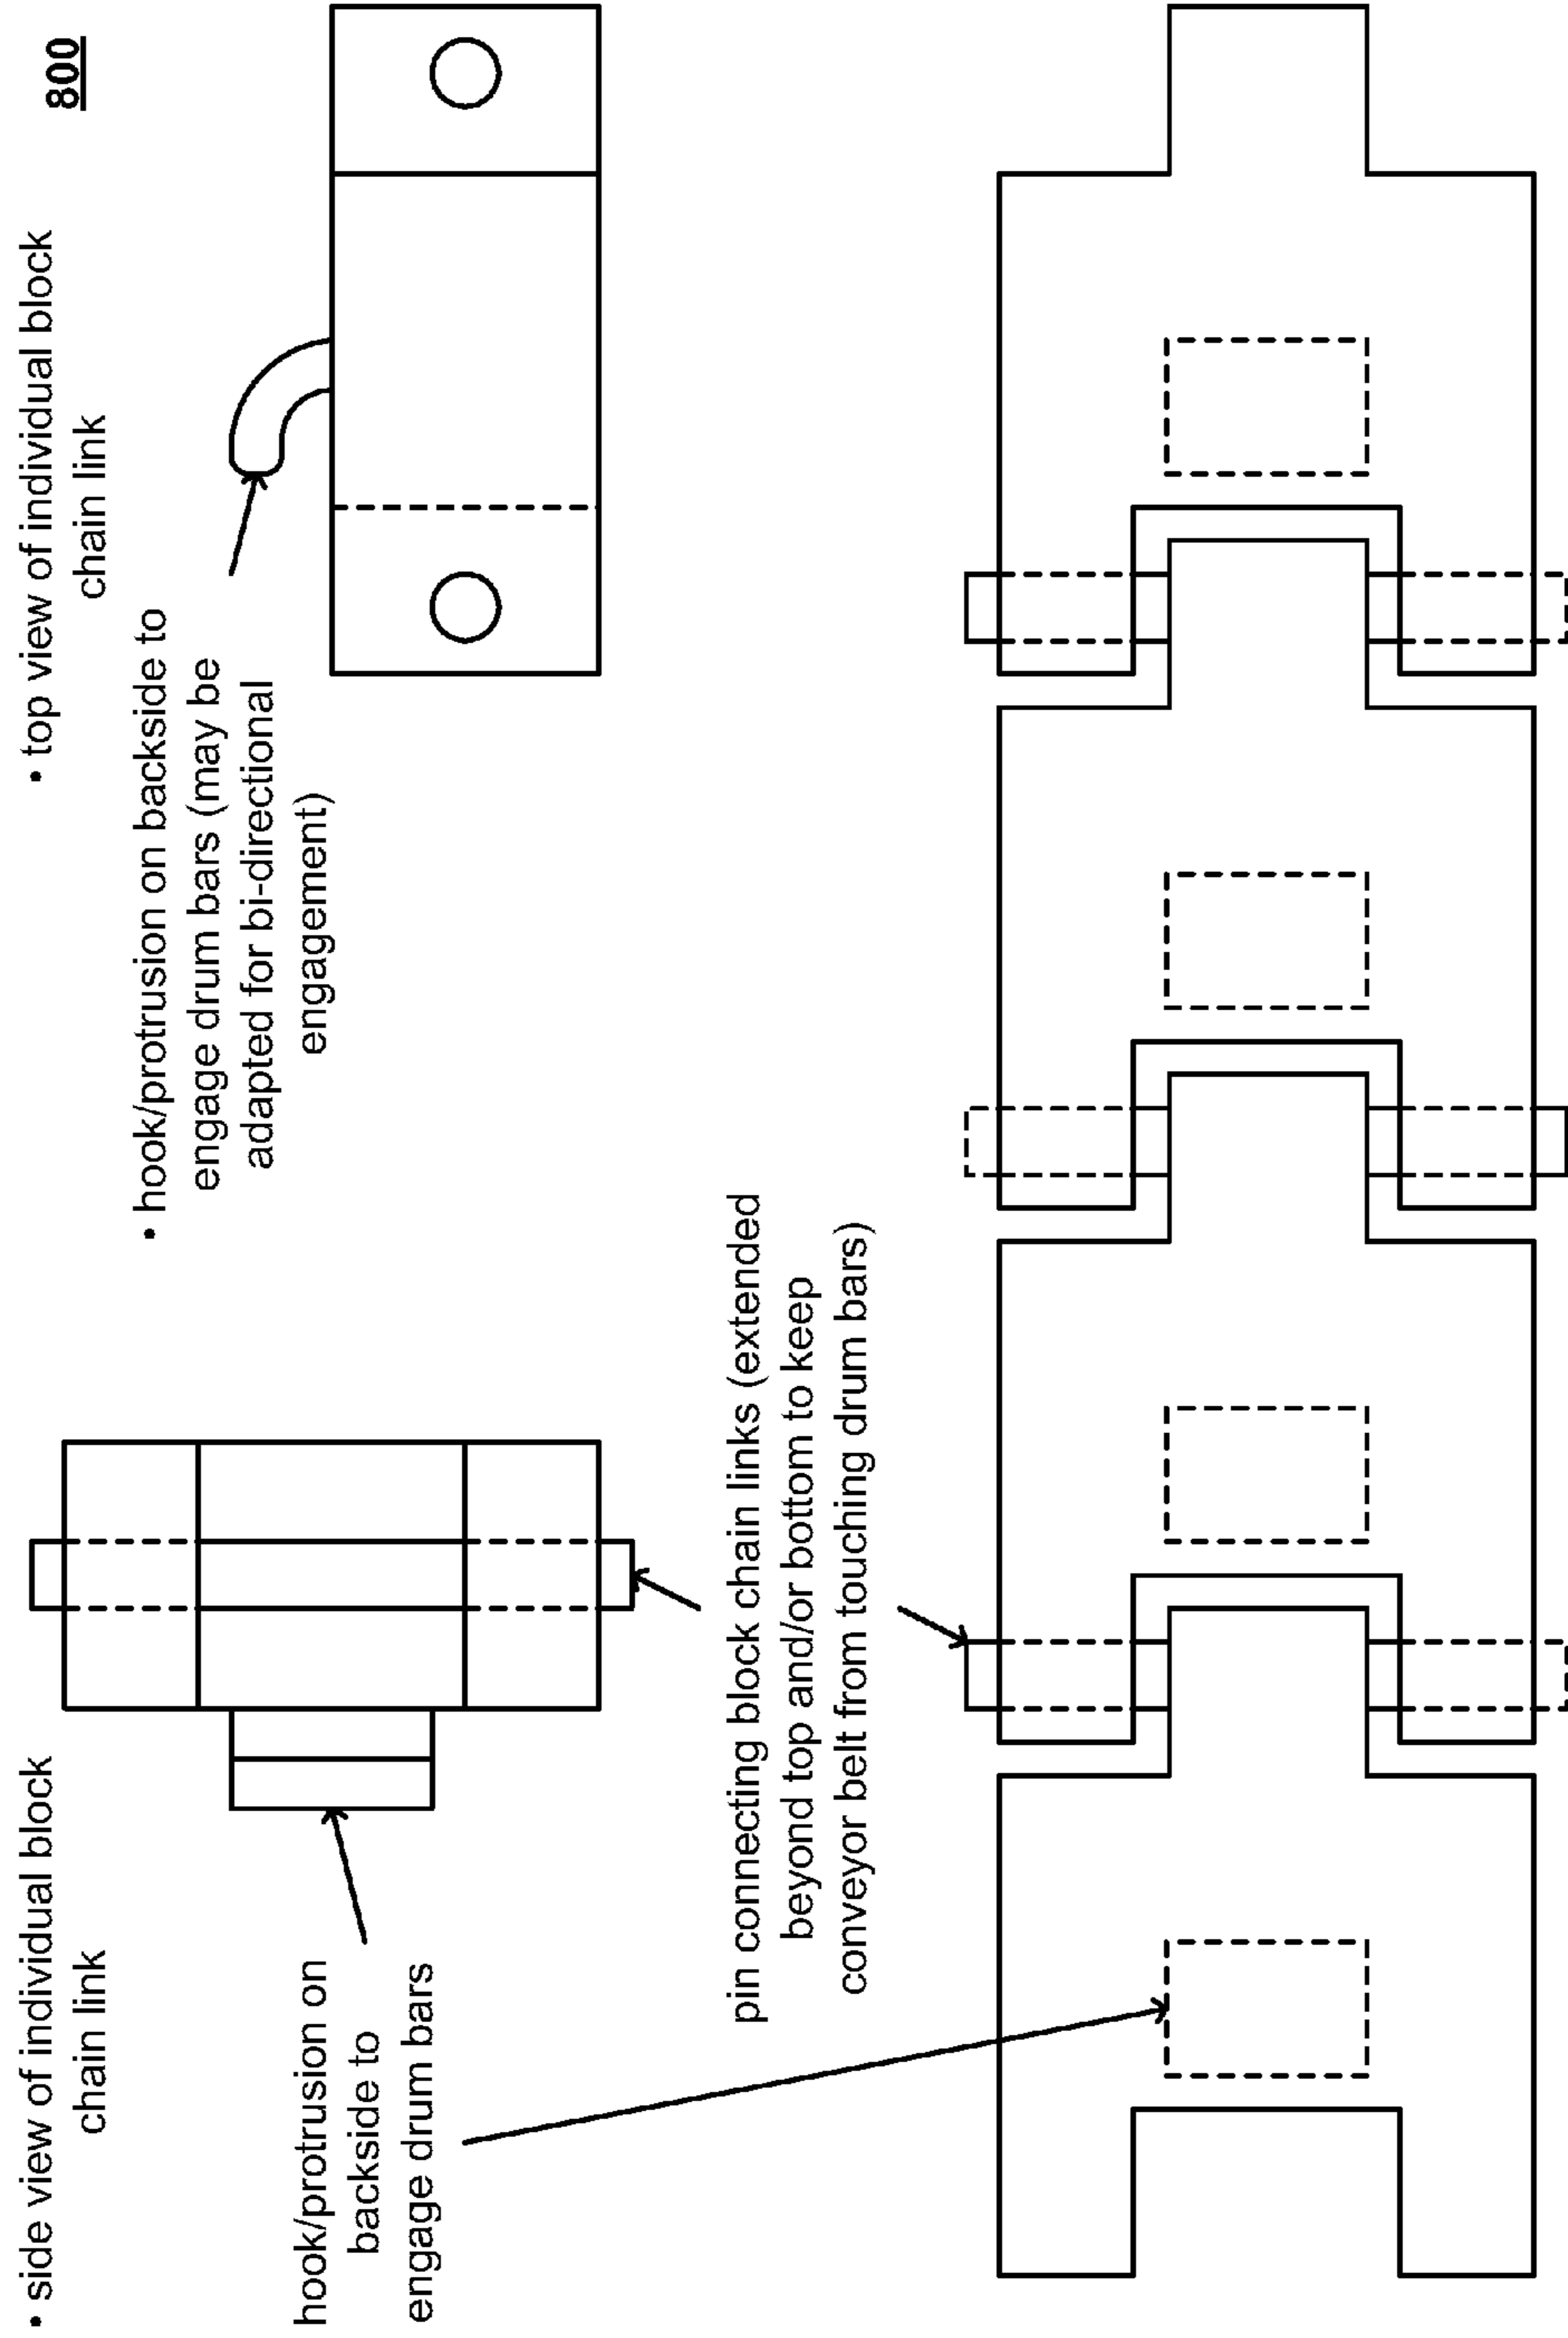 800
• side view of individual block
chain link
• top view of individual block
chain link
hook/protrusion on
backside to
engage drum bars
• hook/protrusion on backside to
engage drum bars (may be
adapted for bi-directional
engagement)
pin connecting block chain links (extended
beyond top and/or bottom to keep
conveyor belt from touching drum bars)